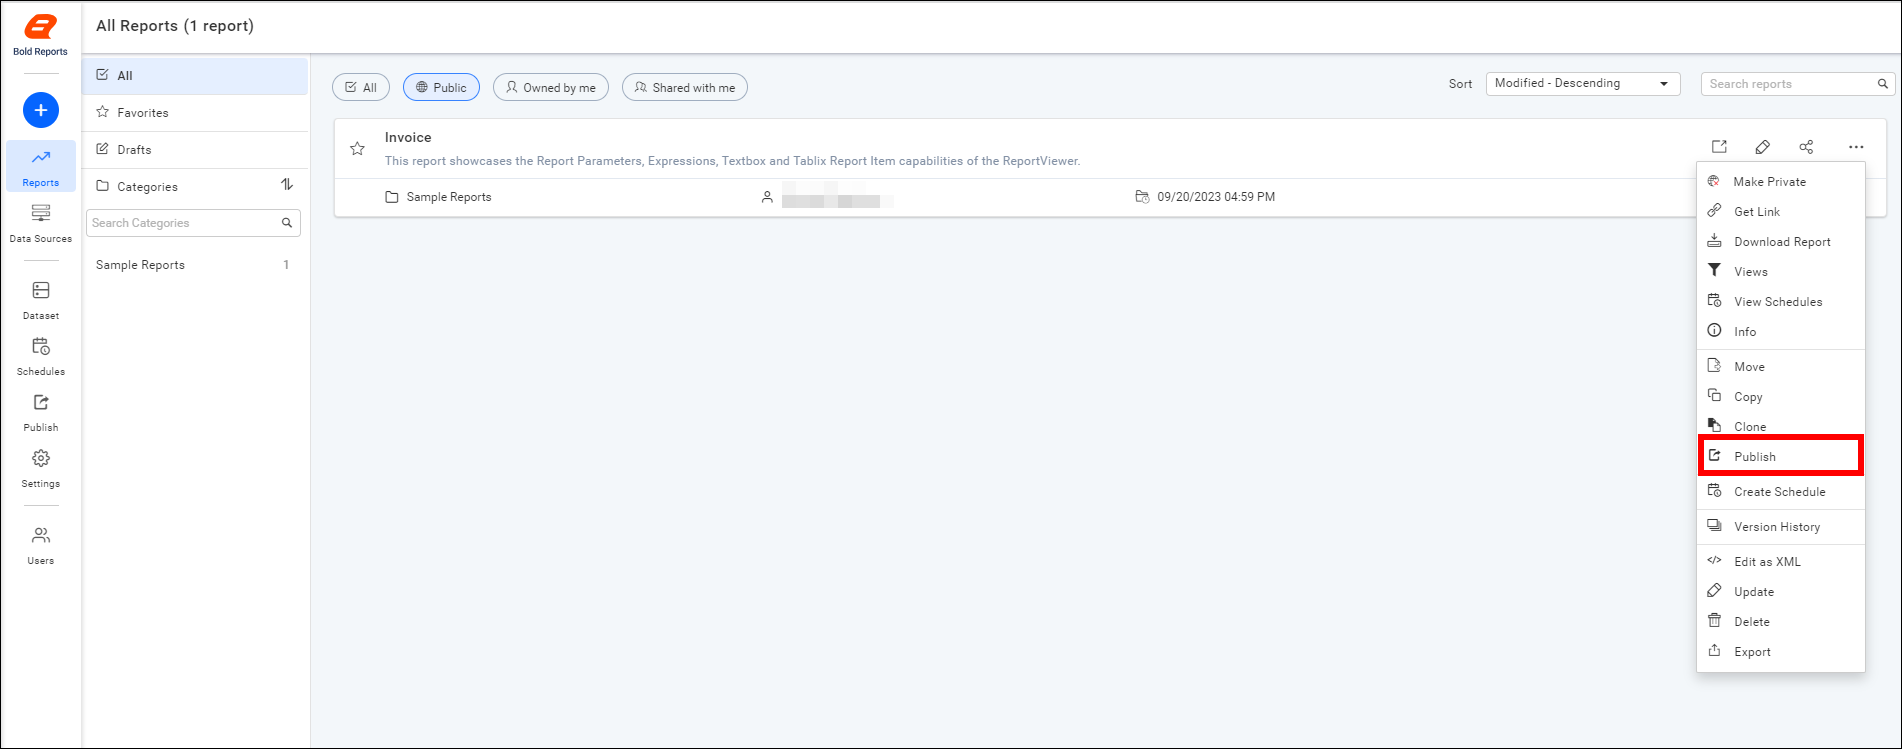 Bold Reports
Reports
Data Sources
Dataset
Schedules
Publish
Settings
Users
All Reports (1 report)
All
Favorites
Drafts
Categories
Search Categories
Sample Reports 1
All Public Owned by me Shared with me
Sort Modified - Descending Search reports
Invoice
This report showcases the Report Parameters, Expressions, Textbox and Tablix Report Item capabilities of the ReportViewer.
Sample Reports 09/20/2023 04:59 PM
Make Private
Get Link
Download Report
Views
View Schedules
Info
Move
Copy
Clone
Publish
Create Schedule
Version History
Edit as XML
Update
Delete
Export